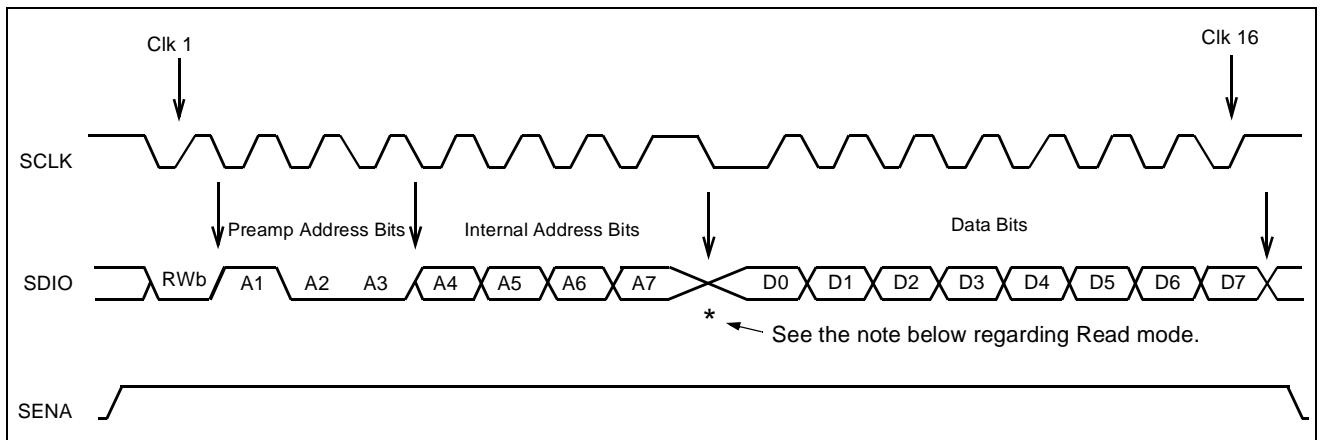 Clk 1
Clk 16
SCLK
Preamp Address Bits
Internal Address Bits
Data Bits
SDIO
RWb A1 A2 A3 A4 A5 A6 A7 D0 D1 D2 D3 D4 D5 D6 D7
* See the note below regarding Read mode.
SENA